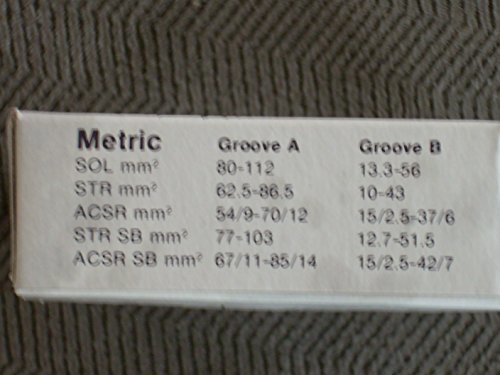 Metric Groove A Groove B
SOL mm² 80-112 13.3-56
STR mm² 62.5-86.5 10-43
ACSR mm² 54/9-70/12 15/2.5-37/6
STR SB mm² 77-103 12.7-51.5
ACSR SB mm² 67/11-85/14 15/2.5-42/7